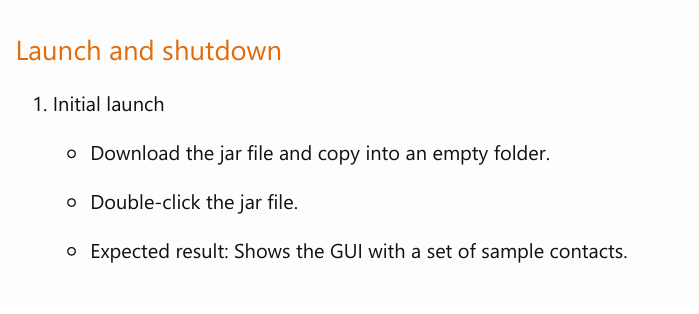 Launch and shutdown
1. Initial launch
Download the jar file and copy into an empty folder.
Double-click the jar file.
Expected result: Shows the GUI with a set of sample contacts.